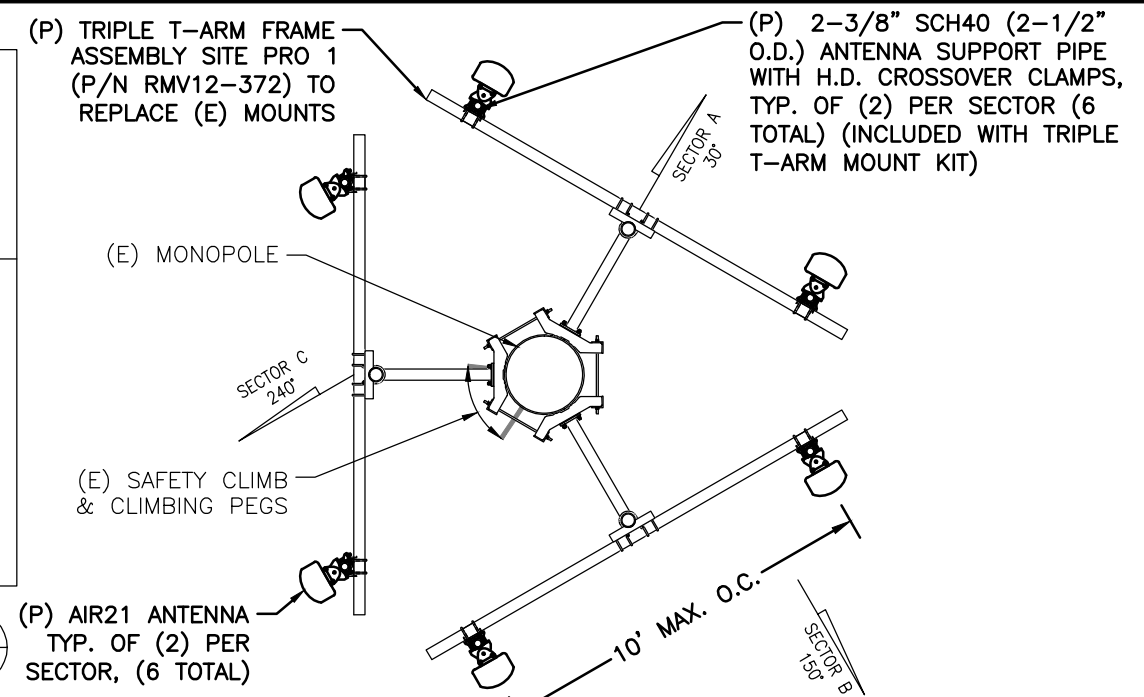 (P) TRIPLE T-ARM FRAME
ASSEMBLY SITE PRO 1
(P/N RMV12-372) TO
REPLACE (E) MOUNTS
(P) 2-3/8" SCH40 (2-1/2"
O.D.) ANTENNA SUPPORT PIPE
WITH H.D. CROSSOVER CLAMPS,
TYP. OF (2) PER SECTOR (6
TOTAL) (INCLUDED WITH TRIPLE
T-ARM MOUNT KIT)
SECTOR A
30°
(E) MONOPOLE
SECTOR C
240°
(E) SAFETY CLIMB
& CLIMBING PEGS
(P) AIR21 ANTENNA
TYP. OF (2) PER
SECTOR, (6 TOTAL)
10' MAX. O.C.
SECTOR B
150°